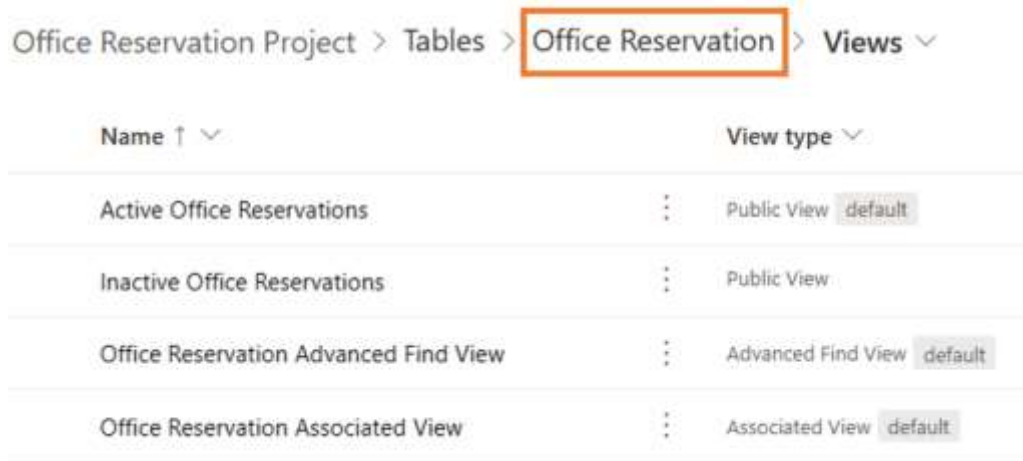 Office Reservation Project > Tables > Office Reservation > Views
Name ↑ View type
Active Office Reservations Public View default
Inactive Office Reservations Public View
Office Reservation Advanced Find View Advanced Find View default
Office Reservation Associated View Associated View default